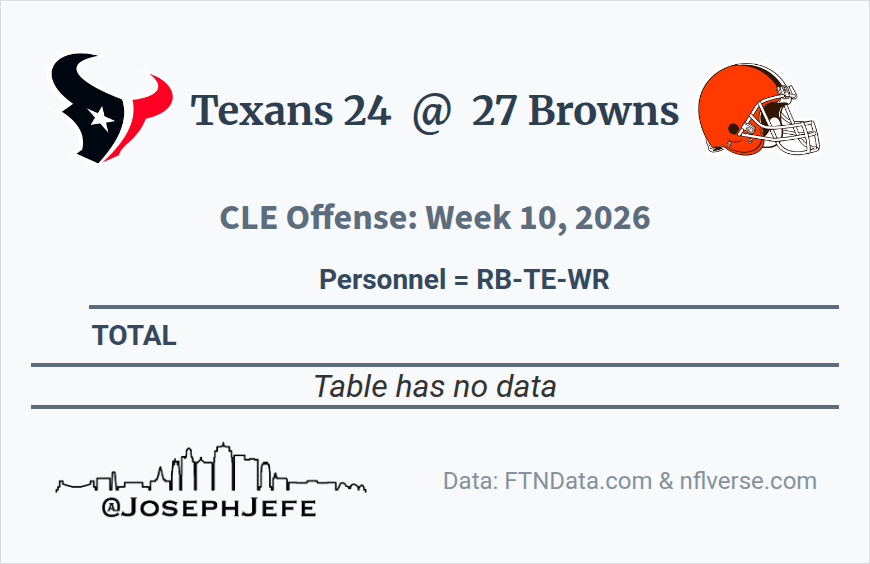 Texans 24 @ 27 Browns
CLE Offense: Week 10, 2026
Personnel = RB-TE-WR
TOTAL
Table has no data
@JOSEPHJEFE
Data: FTNData.com & nflverse.com